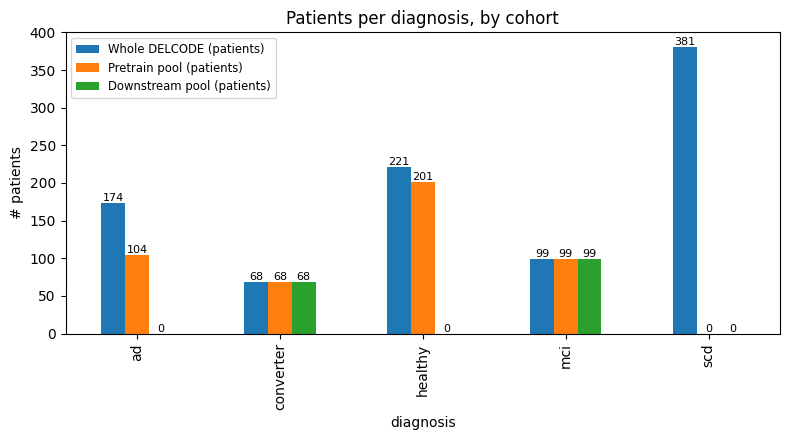 Patients per diagnosis, by cohort
Whole DELCODE (patients)
Pretrain pool (patients)
Downstream pool (patients)
# patients
400
350
300
250
200
150
100
50
0
174
104
0
68
68
68
221
201
0
99
99
99
381
0
0
ad
converter
healthy
mci
scd
diagnosis